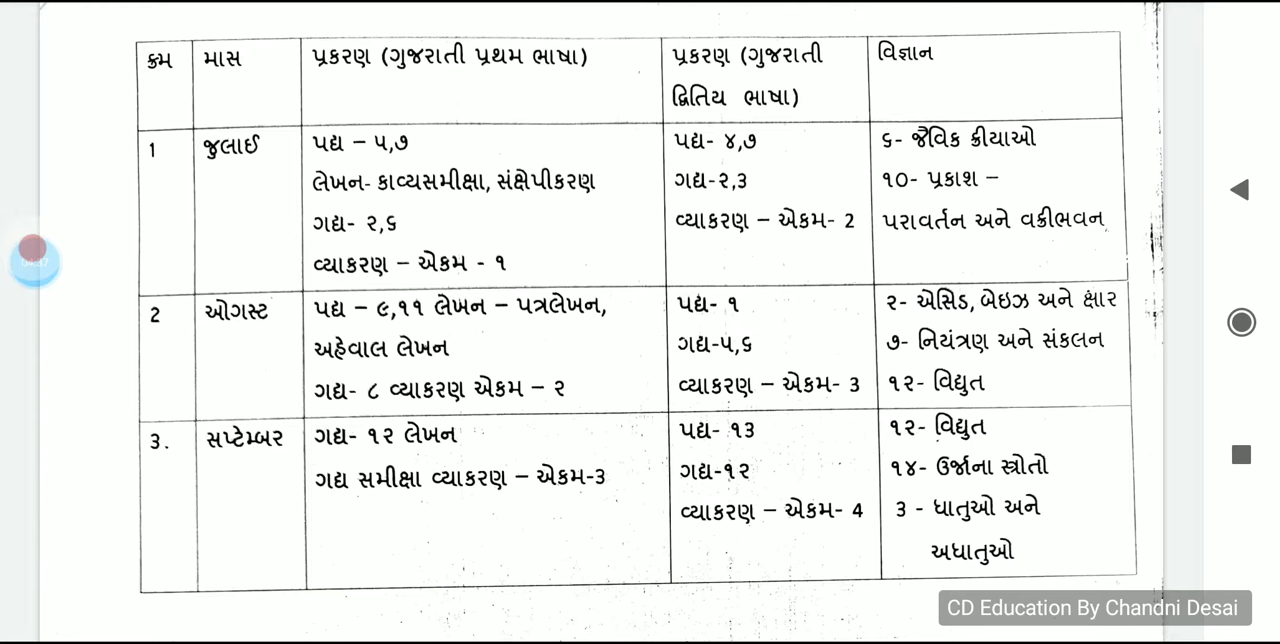 ક્રમ માસ પ્રકરણ (ગુજરાતી પ્રથમ ભાષા) પ્રકરણ (ગુજરાતી દ્વિતિય ભાષા) વિજ્ઞાન
1 જુલાઈ
પદ્ય – ૫,૭
લેખન- કાવ્યસમીક્ષા, સંક્ષેપીકરણ
ગદ્ય- ૨,૬
વ્યાકરણ – એકમ - ૧
પદ્ય- ૪,૭
ગદ્ય-૨,૩
વ્યાકરણ – એકમ- 2
૬- જૈવિક ક્રીયાઓ
૧૦- પ્રકાશ –
પરાવર્તન અને વક્રીભવન
2 ઓગસ્ટ
પદ્ય – ૯,૧૧ લેખન – પત્રલેખન,
અહેવાલ લેખન
ગદ્ય- ૮ વ્યાકરણ એકમ – ૨
પદ્ય- ૧
ગદ્ય-૫,૬
વ્યાકરણ – એકમ- 3
૨- એસિડ, બેઇઝ અને ક્ષાર
૭- નિયંત્રણ અને સંકલન
૧૨- વિદ્યુત
3. સપ્ટેમ્બર
ગદ્ય- ૧૨ લેખન
ગદ્ય સમીક્ષા વ્યાકરણ – એકમ-3
પદ્ય- ૧3
ગદ્ય-૧૨
વ્યાકરણ – એકમ- 4
૧૨- વિદ્યુત
૧૪- ઉર્જાના સ્ત્રોતો
3 - ધાતુઓ અને
અધાતુઓ
CD Education By Chandni Desai